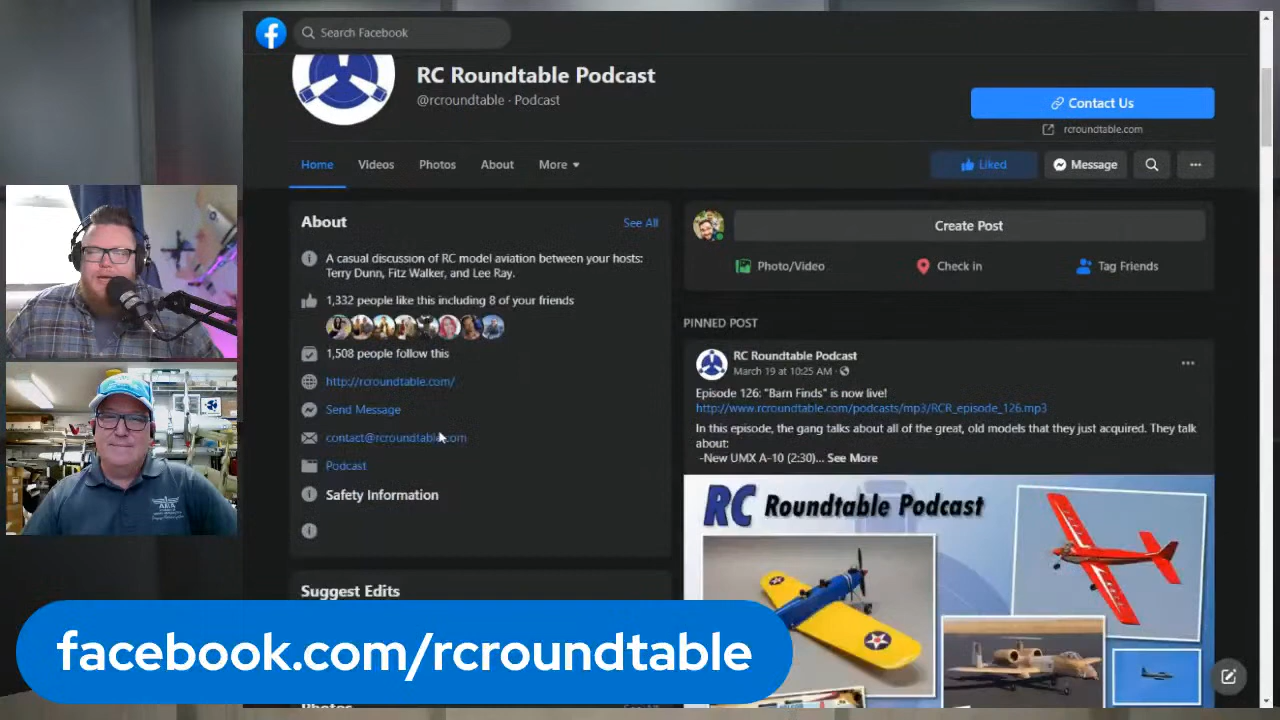 Search Facebook
RC Roundtable Podcast
@rcroundtable · Podcast
Contact Us
rcroundtable.com
Home
Videos
Photos
About
More
Liked
Message
About
See All
A casual discussion of RC model aviation between your hosts:
Terry Dunn, Fitz Walker, and Lee Ray.
1,332 people like this including 8 of your friends
1,508 people follow this
http://rcroundtable.com/
Send Message
contact@rcroundtable.com
Podcast
Safety Information
Suggest Edits
Create Post
Photo/Video
Check in
Tag Friends
PINNED POST
RC Roundtable Podcast
March 19 at 10:25 AM ·
Episode 126: "Barn Finds" is now live!
http://www.rcroundtable.com/podcasts/mp3/RCR_episode_126.mp3
In this episode, the gang talks about all of the great, old models that they just acquired. They talk
about:
-New UMX A-10 (2:30)... See More
RC Roundtable Podcast
facebook.com/rcroundtable